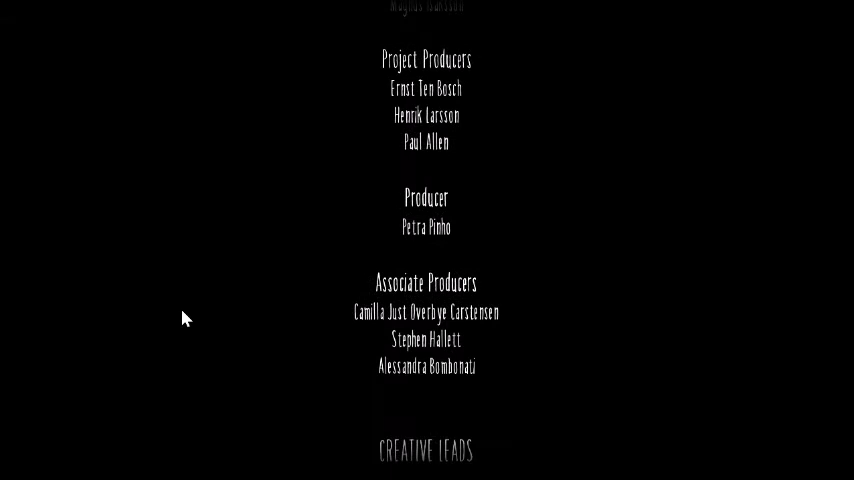 Project Producers
Ernst Ten Bosch
Henrik Larsson
Paul Allen
Producer
Petra Pinho
Associate Producers
Camilla Just Overbye Carstensen
Stephen Hallett
Alessandra Bombonati
CREATIVE LEADS